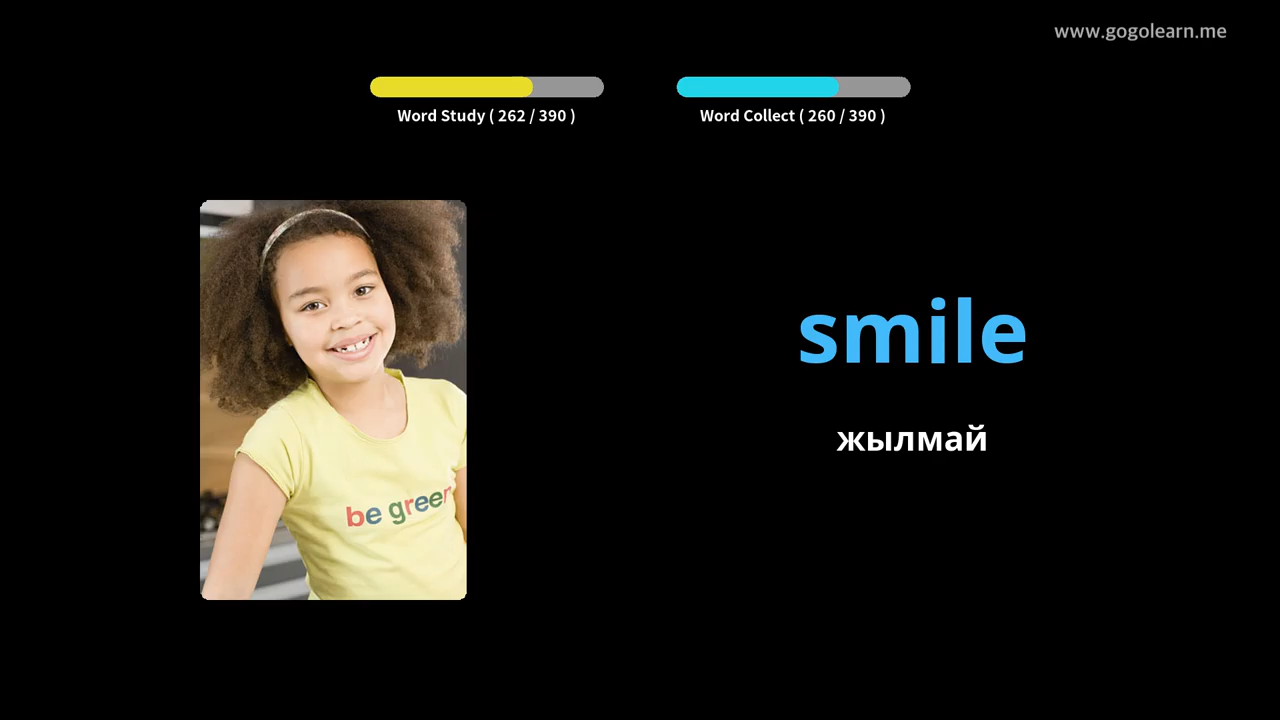 www.gogolearn.me
Word Study ( 262 / 390 )
Word Collect ( 260 / 390 )
smile
жылмай
be green